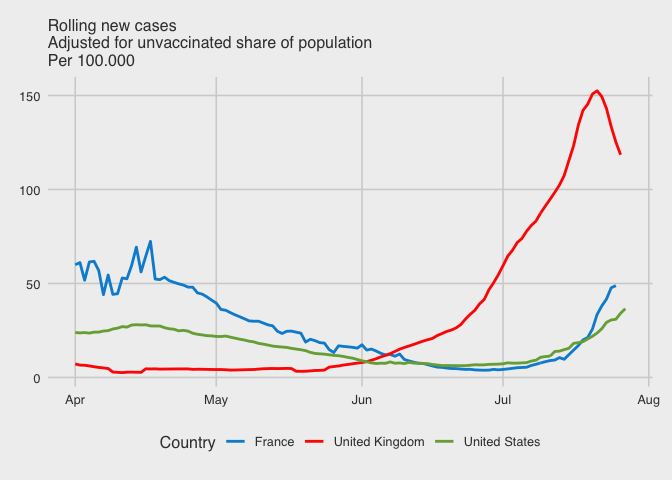 Rolling new cases
Adjusted for unvaccinated share of population
Per 100.000
150
100
50
0
Apr May Jun Jul Aug
Country France United Kingdom United States